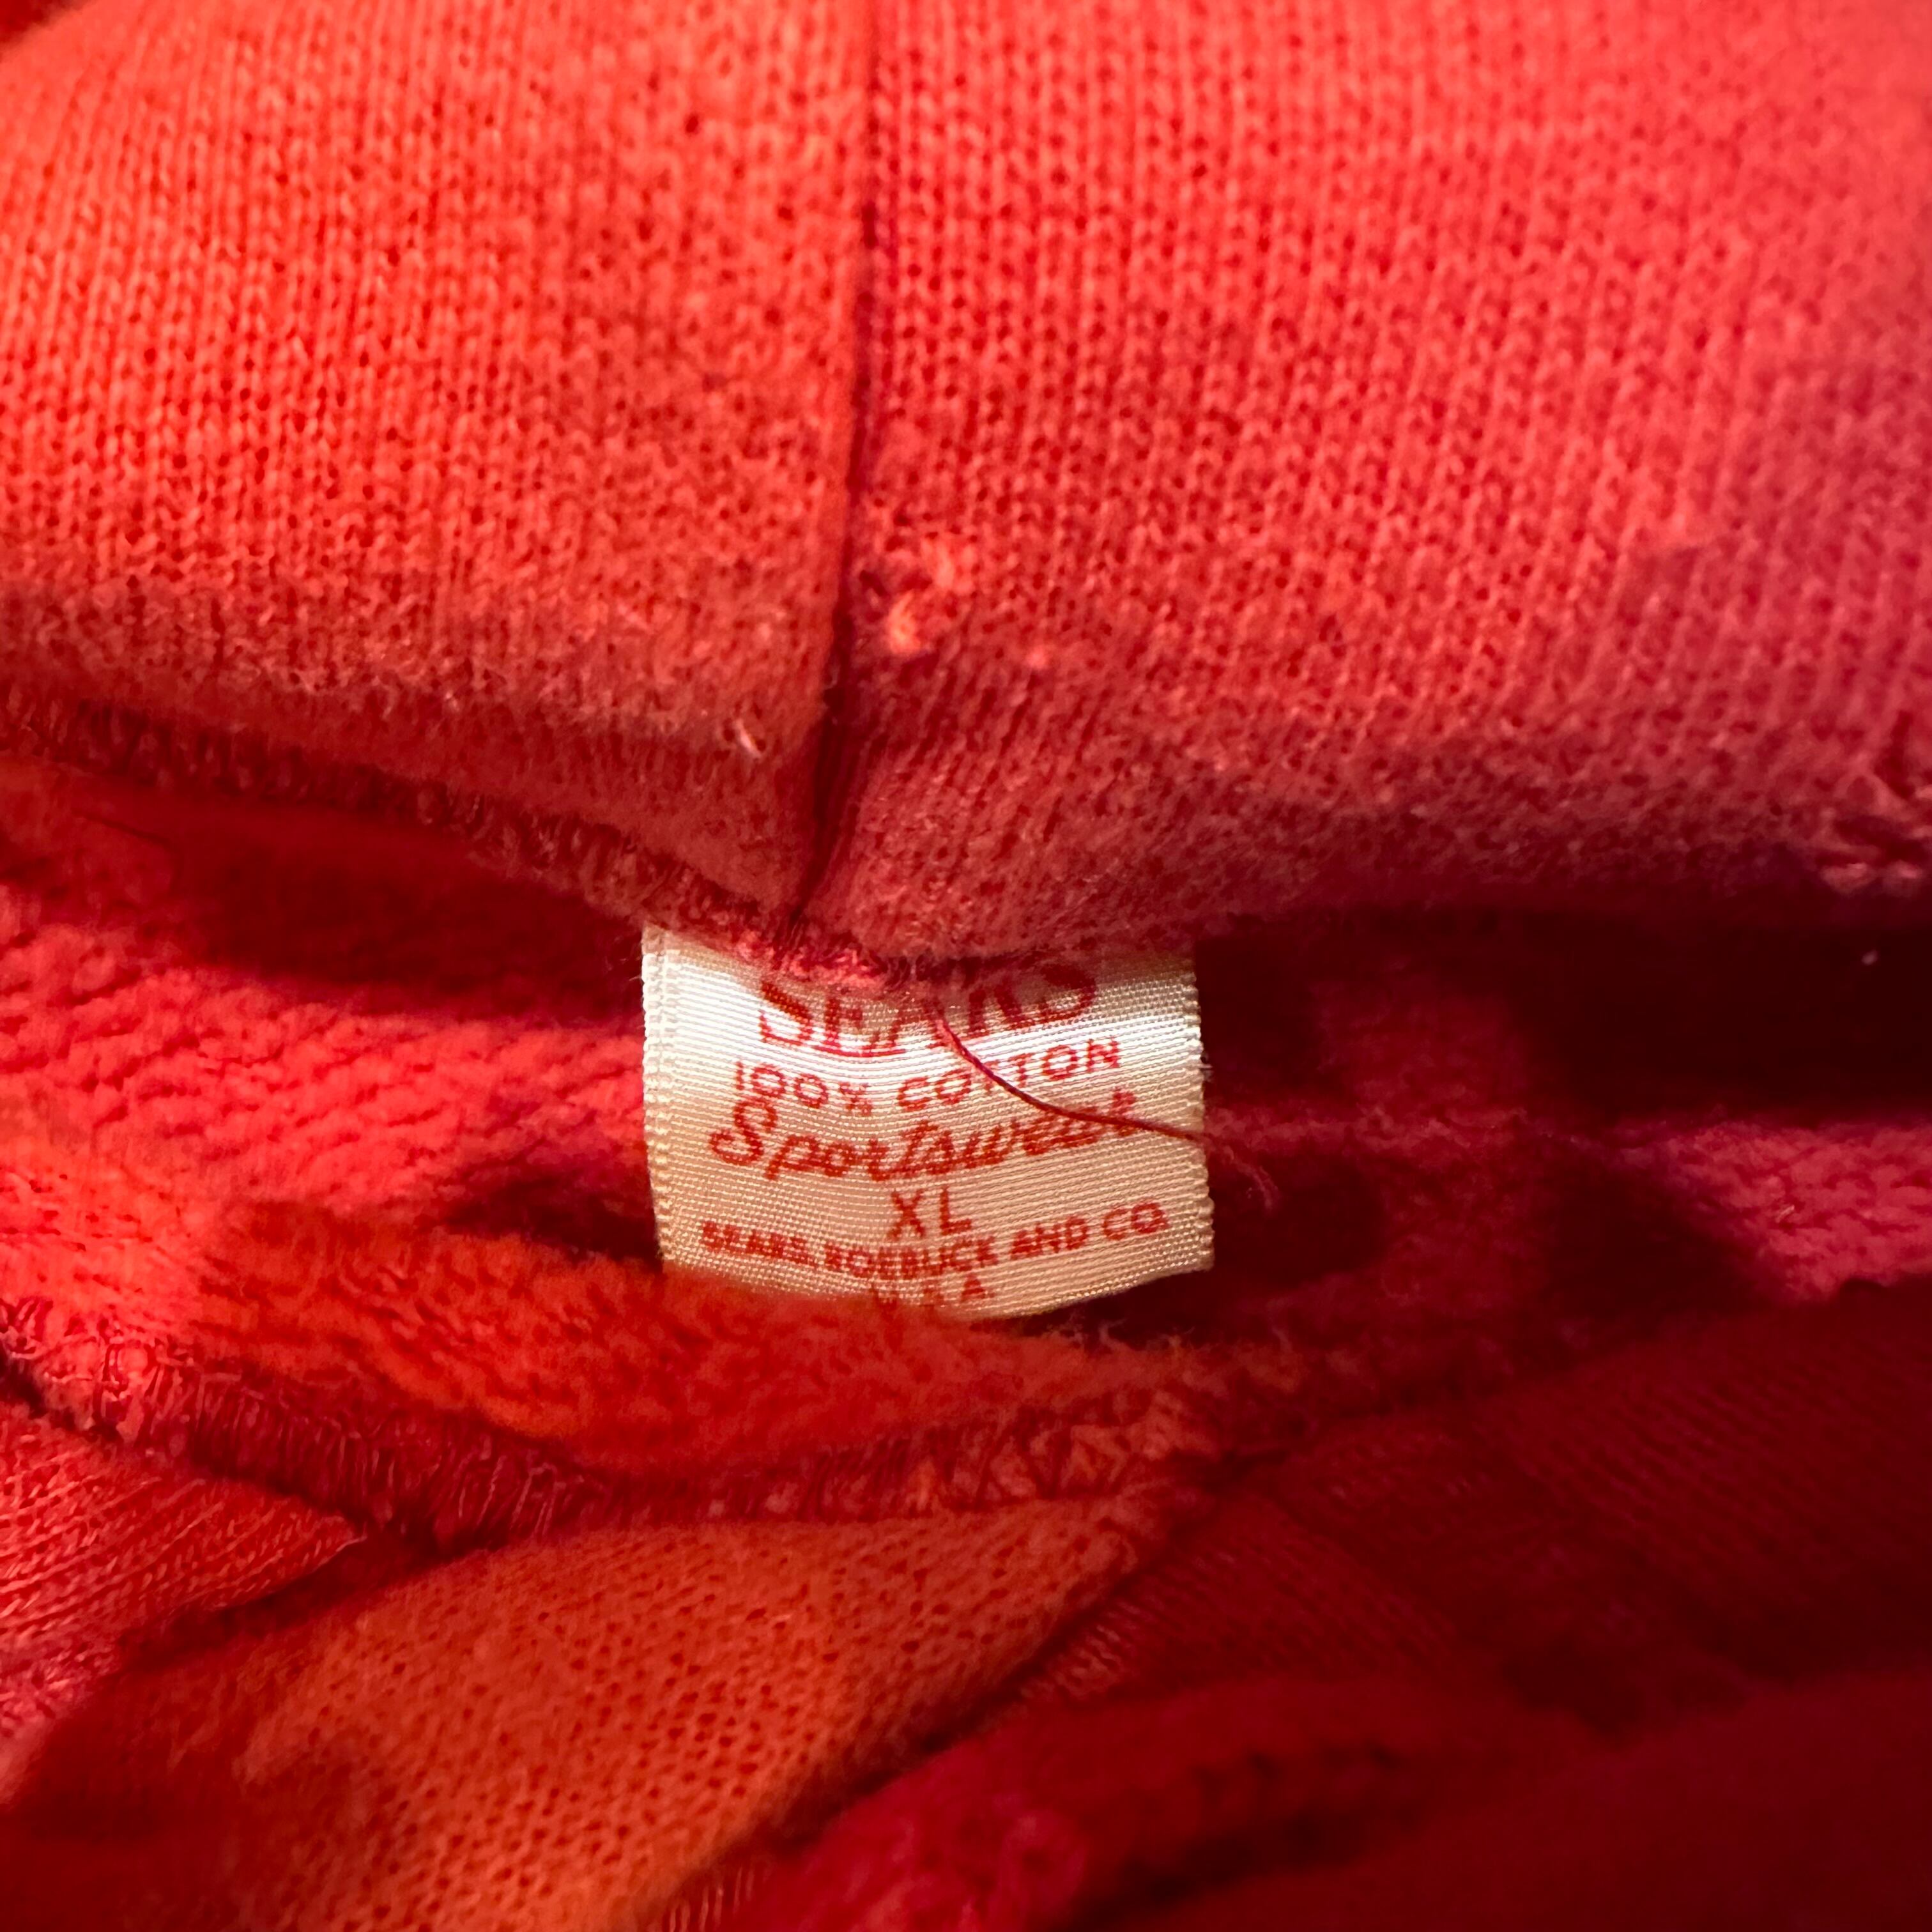 SEARS
100% COTTON
Sportswear
XL
SEARS, ROEBUCK AND CO.